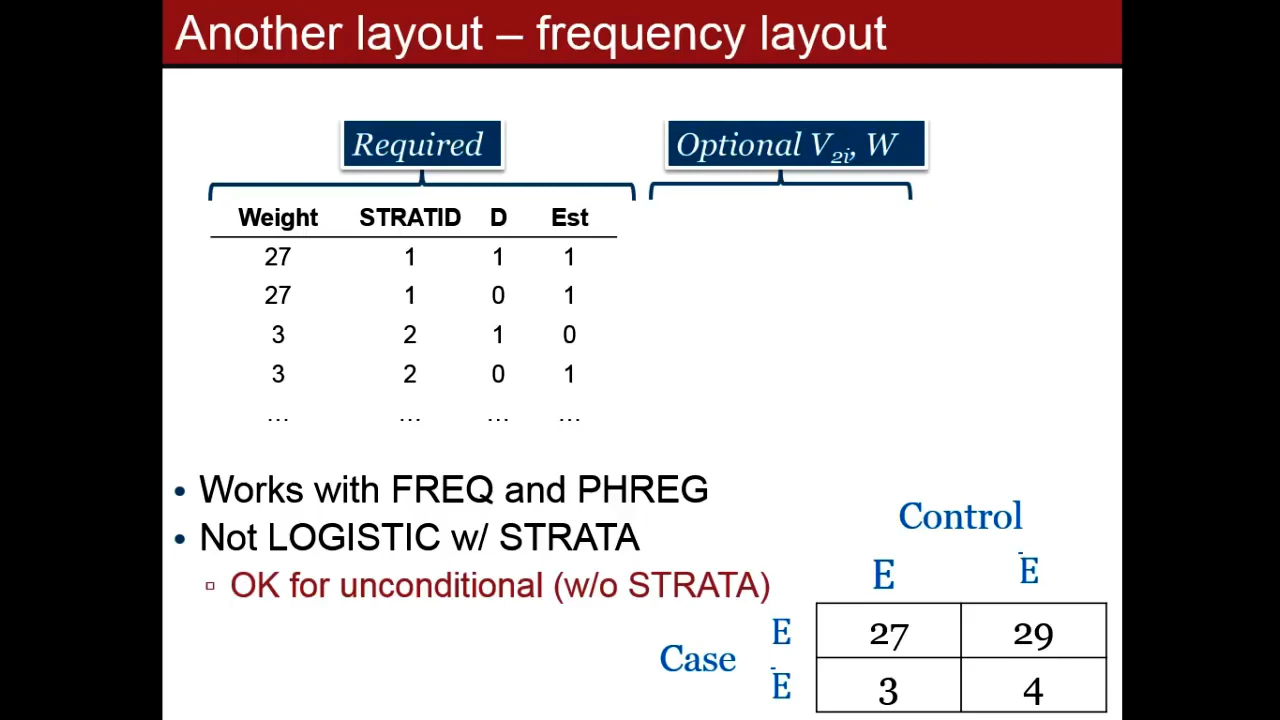 Another layout – frequency layout
Required
Optional V2i, W
Weight STRATID D Est
27 1 1 1
27 1 0 1
3 2 1 0
3 2 0 1
... ... ... ...
• Works with FREQ and PHREG
• Not LOGISTIC w/ STRATA
▫ OK for unconditional (w/o STRATA)
Control
E Ē
E 27 29
Case
Ē 3 4